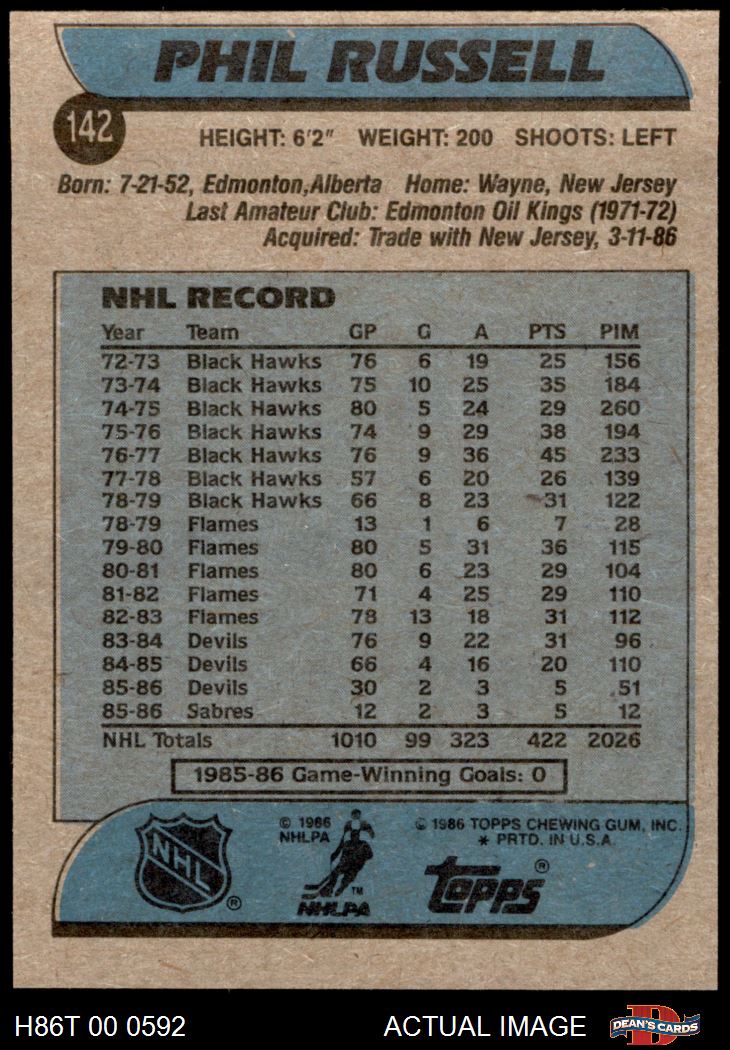 PHIL RUSSELL
142
HEIGHT: 6'2" WEIGHT: 200 SHOOTS: LEFT
Born: 7-21-52, Edmonton,Alberta Home: Wayne, New Jersey
Last Amateur Club: Edmonton Oil Kings (1971-72)
Acquired: Trade with New Jersey, 3-11-86
NHL RECORD
Year Team GP G A PTS PIM
72-73 Black Hawks 76 6 19 25 156
73-74 Black Hawks 75 10 25 35 184
74-75 Black Hawks 80 5 24 29 260
75-76 Black Hawks 74 9 29 38 194
76-77 Black Hawks 76 9 36 45 233
77-78 Black Hawks 57 6 20 26 139
78-79 Black Hawks 66 8 23 31 122
78-79 Flames 13 1 6 7 28
79-80 Flames 80 5 31 36 115
80-81 Flames 80 6 23 29 104
81-82 Flames 71 4 25 29 110
82-83 Flames 78 13 18 31 112
83-84 Devils 76 9 22 31 96
84-85 Devils 66 4 16 20 110
85-86 Devils 30 2 3 5 51
85-86 Sabres 12 2 3 5 12
NHL Totals 1010 99 323 422 2026
1985-86 Game-Winning Goals: 0
NHL ®
© 1986
NHLPA
TM
NHLPA
© 1986 TOPPS CHEWING GUM, INC.
* PRTD. IN U.S.A.
Topps ®
H86T 00 0592 ACTUAL IMAGE
D
DEAN'S CARDS